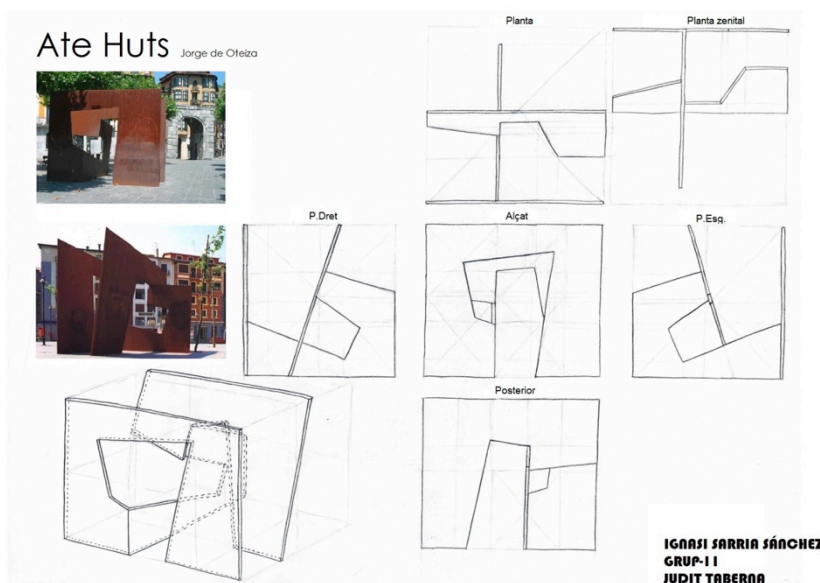 Ate Huts Jorge de Oteiza
Planta
Planta zenital
P.Dret
Alçat
P.Esq.
Posterior
IGNASI SARRIA SÁNCHEZ
GRUP-11
JUDIT TABERNA